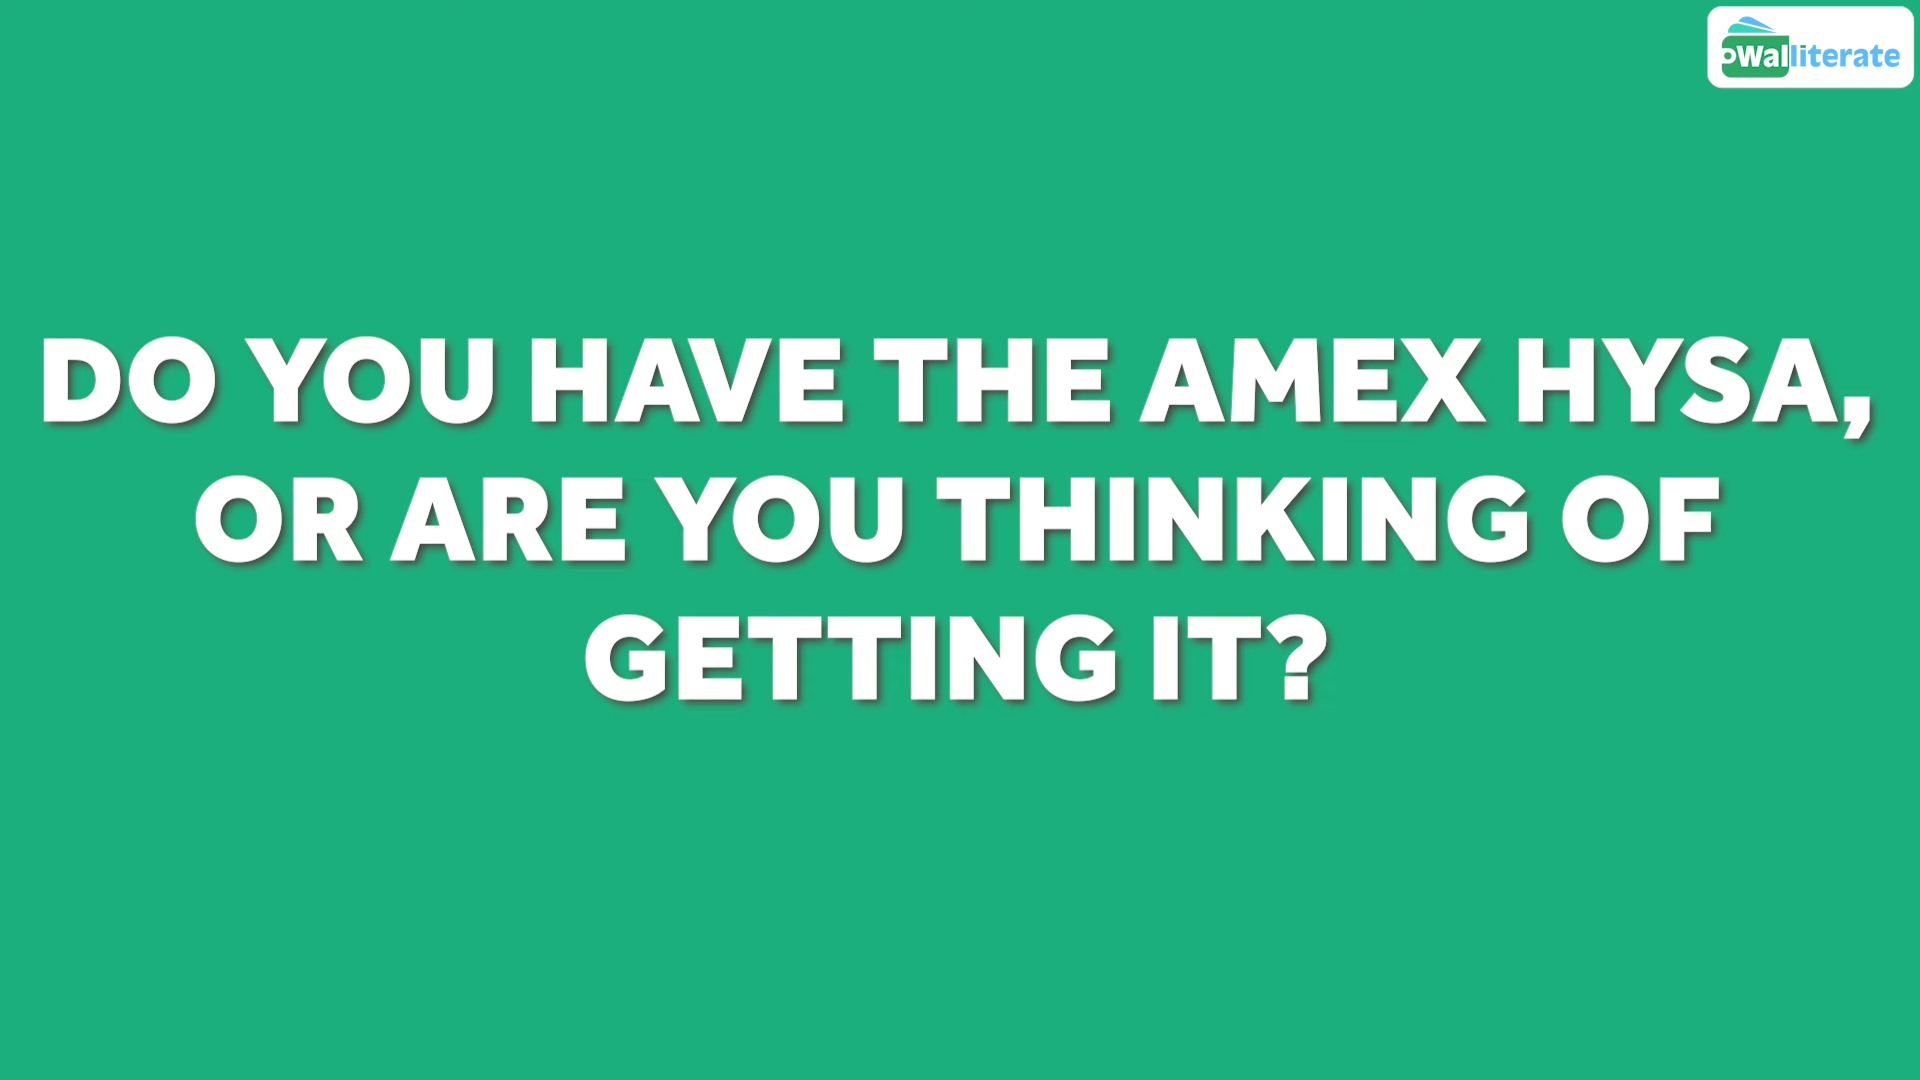 Walliterate
DO YOU HAVE THE AMEX HYSA,
OR ARE YOU THINKING OF
GETTING IT?